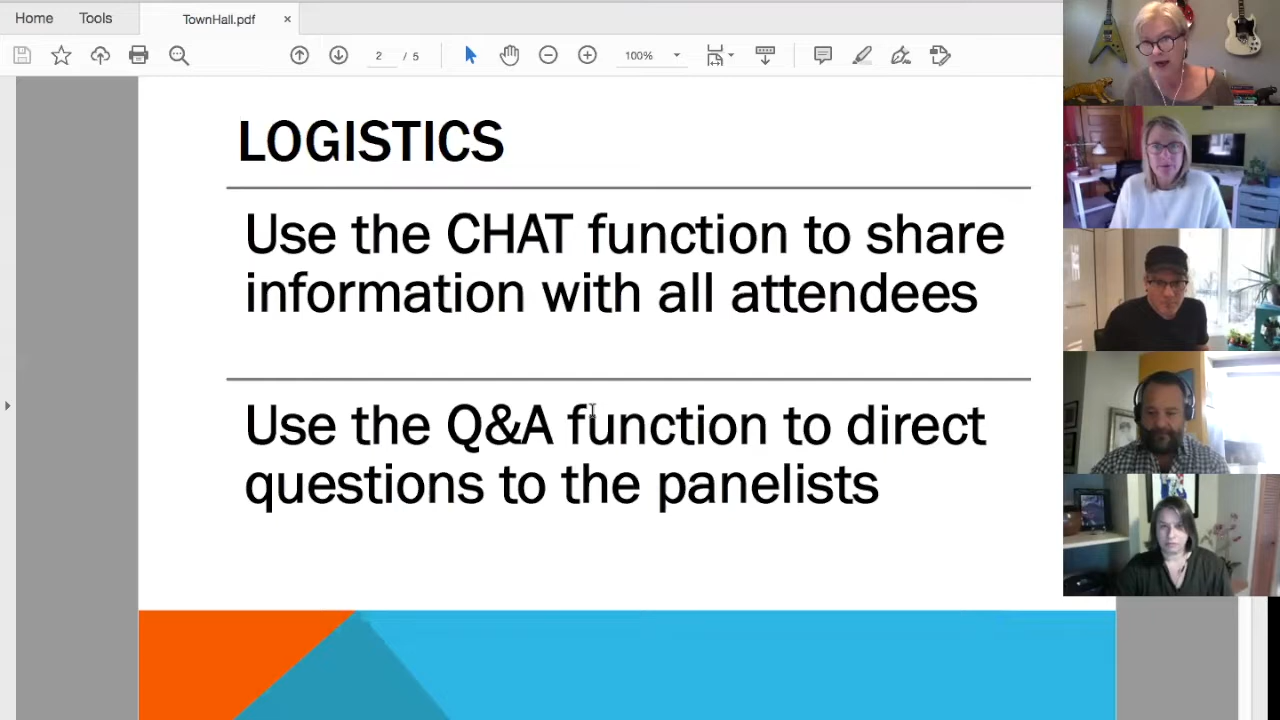 Home Tools TownHall.pdf ×
2 / 5 100%
LOGISTICS
Use the CHAT function to share
information with all attendees
Use the Q&A function to direct
questions to the panelists